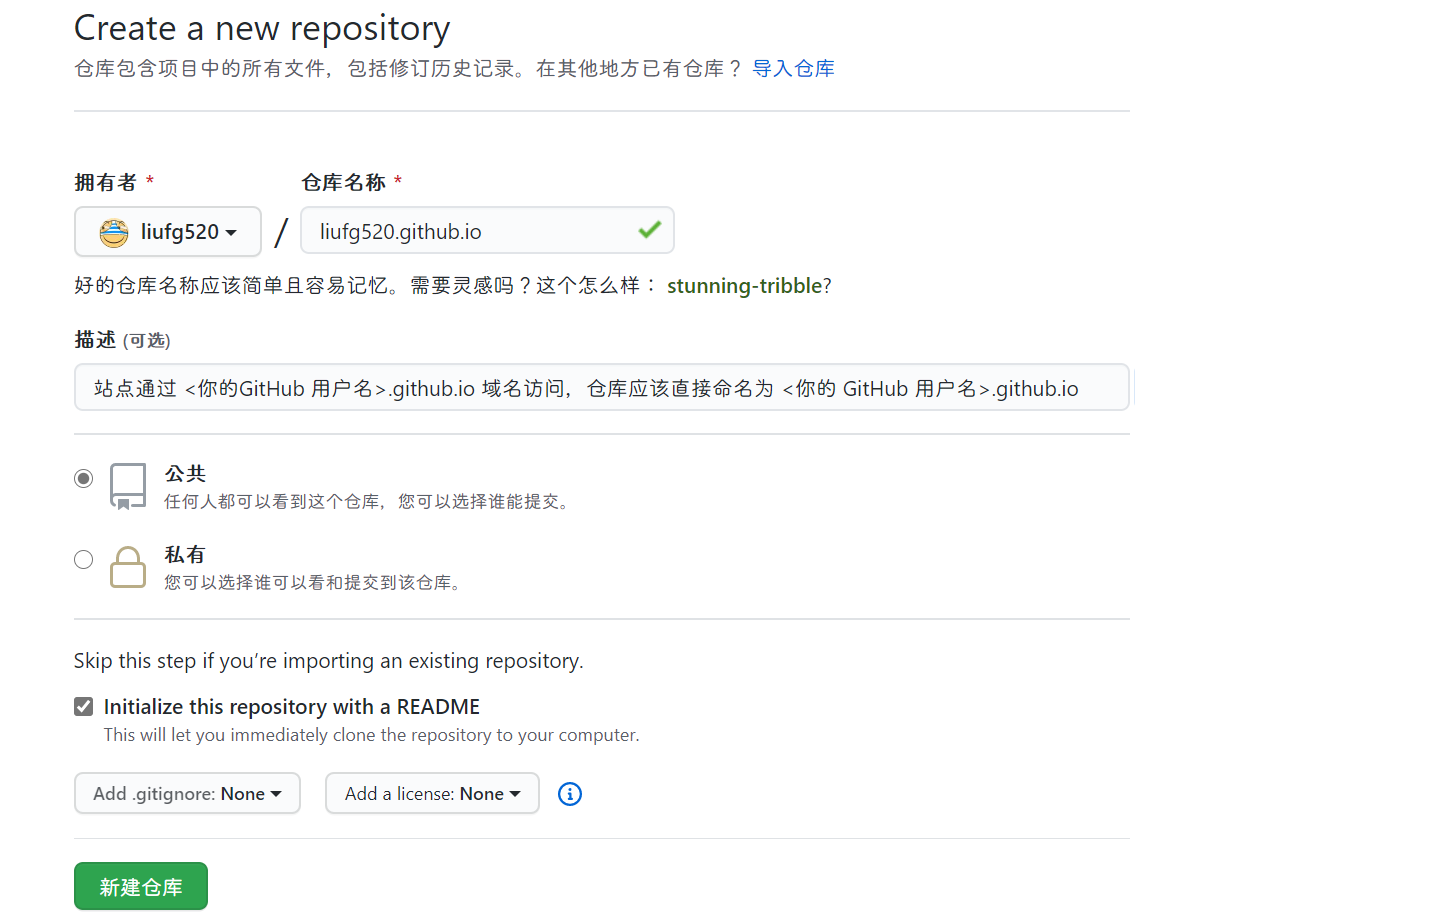 Create a new repository
仓库包含项目中的所有文件，包括修订历史记录。在其他地方已有仓库？ 导入仓库
拥有者 * 仓库名称 *
liufg520 / liufg520.github.io
好的仓库名称应该简单且容易记忆。需要灵感吗？这个怎么样： stunning-tribble?
描述 (可选)
站点通过 <你的GitHub 用户名>.github.io 域名访问，仓库应该直接命名为 <你的 GitHub 用户名>.github.io
公共
任何人都可以看到这个仓库，您可以选择谁能提交。
私有
您可以选择谁可以看和提交到该仓库。
Skip this step if you’re importing an existing repository.
Initialize this repository with a README
This will let you immediately clone the repository to your computer.
Add .gitignore: None Add a license: None
新建仓库